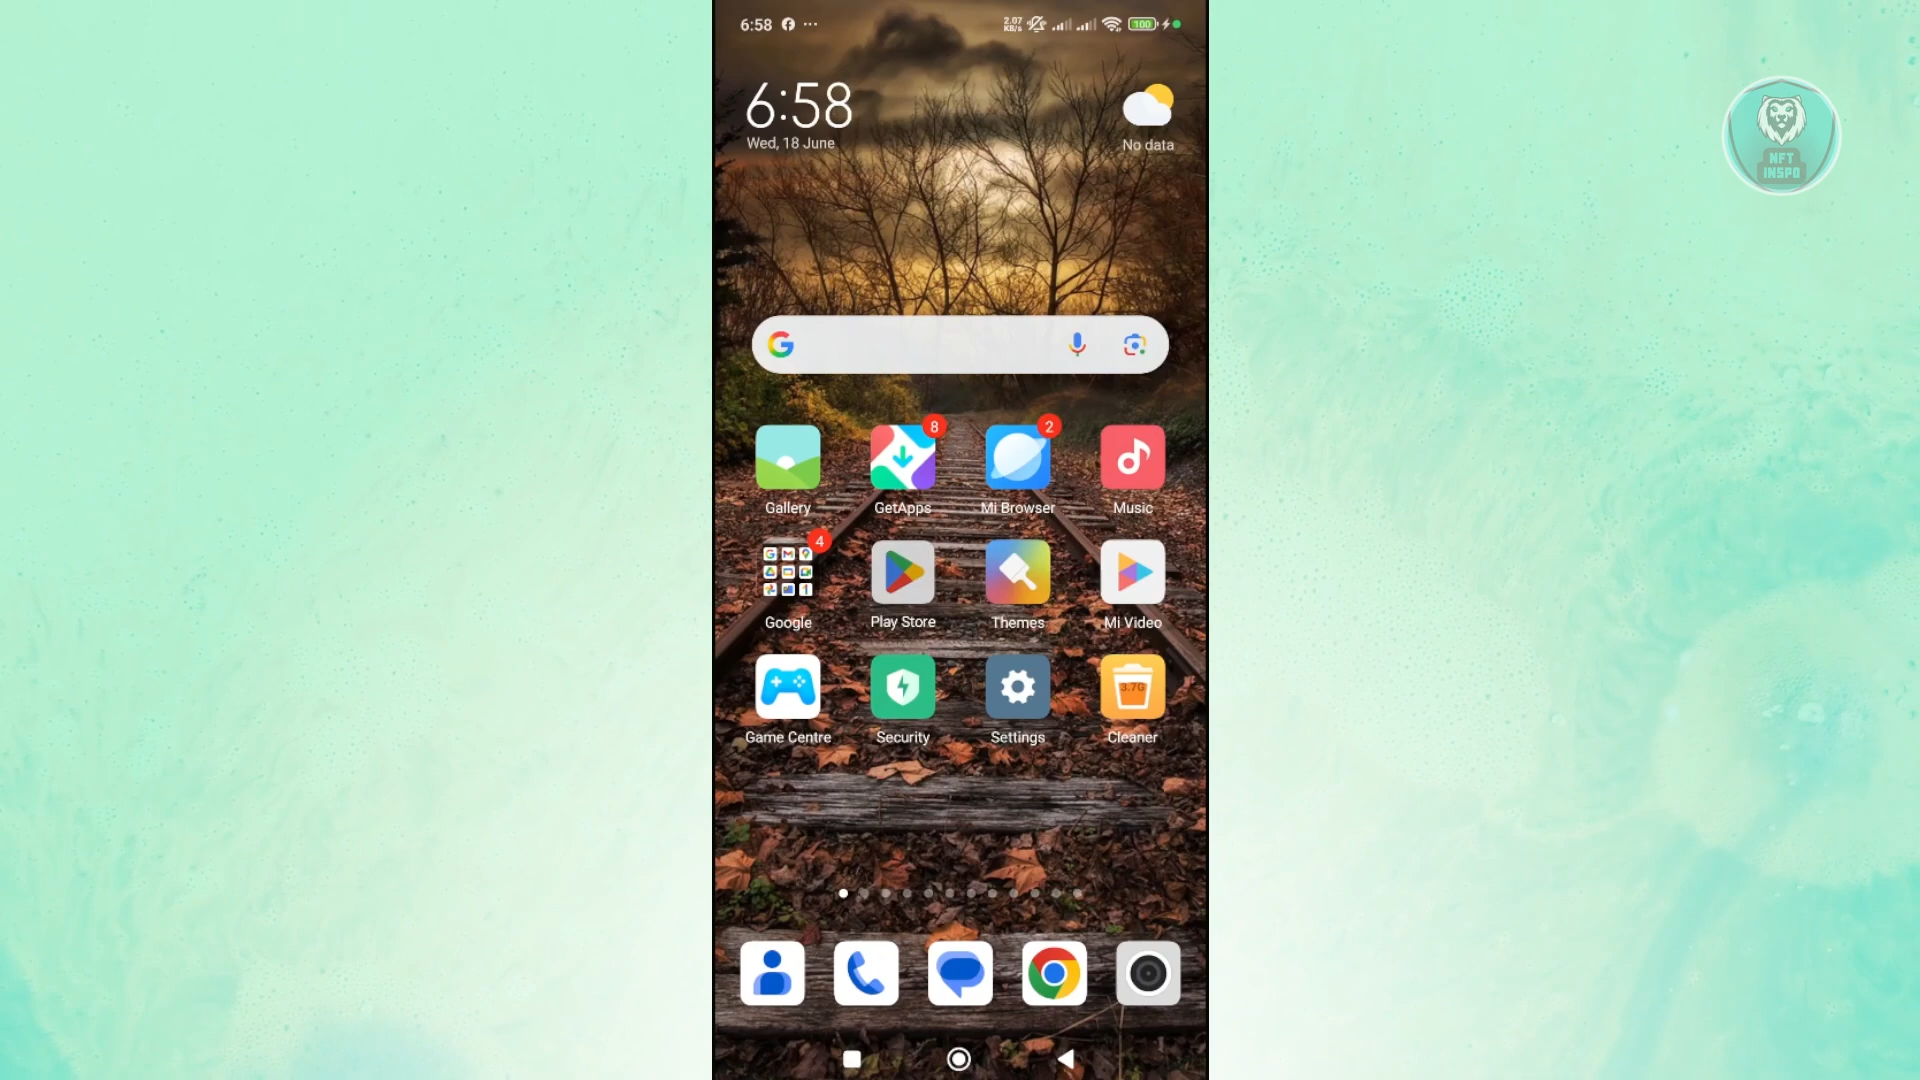 6:58
2.07
KB/s
100
6:58
Wed, 18 June
No data
NFT
INSPO
8
2
Gallery
GetApps
Mi Browser
Music
4
Google
Play Store
Themes
Mi Video
3.7G
Game Centre
Security
Settings
Cleaner